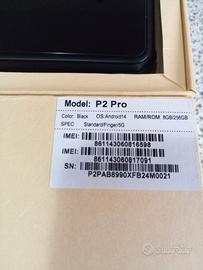 Model: P2 Pro
Color: Black OS:Android14 RAM/ROM: 8GB/256GB
SPEC Standard/Finger/5G
IMEI:
861143060816598
IMEI:
861143060817091
SN:
P2PAB8990XFB24M0021
subito